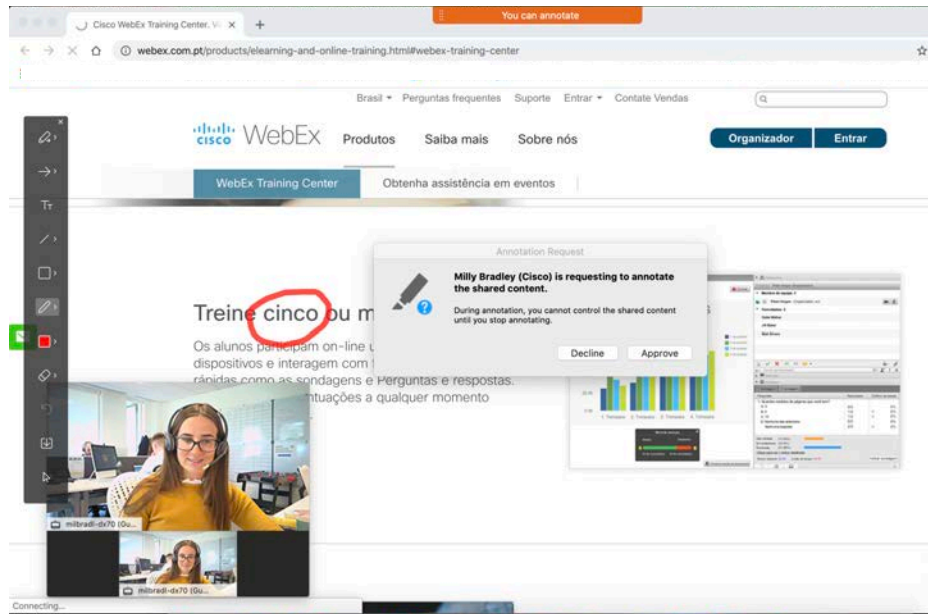 You can annotate
Cisco WebEx Training Center. V
webex.com.pt/products/elearning-and-online-training.html#webex-training-center
Brasil Perguntas frequentes Suporte Entrar Contate Vendas
cisco WebEx Produtos Saiba mais Sobre nós
Organizador Entrar
WebEx Training Center Obtenha assistência em eventos
Annotation Request
Milly Bradley (Cisco) is requesting to annotate
the shared content.
During annotation, you cannot control the shared content
until you stop annotating.
Decline Approve
Treine cinco ou m
Os alunos participam on-line u
dispositivos e interagem com f
rápidas como as sondagens e Perguntas e respostas.
ntuações a qualquer momento
Tr
milbradl-dx70 (Gu...
milbradl-dx70 (Gu...
Connecting...